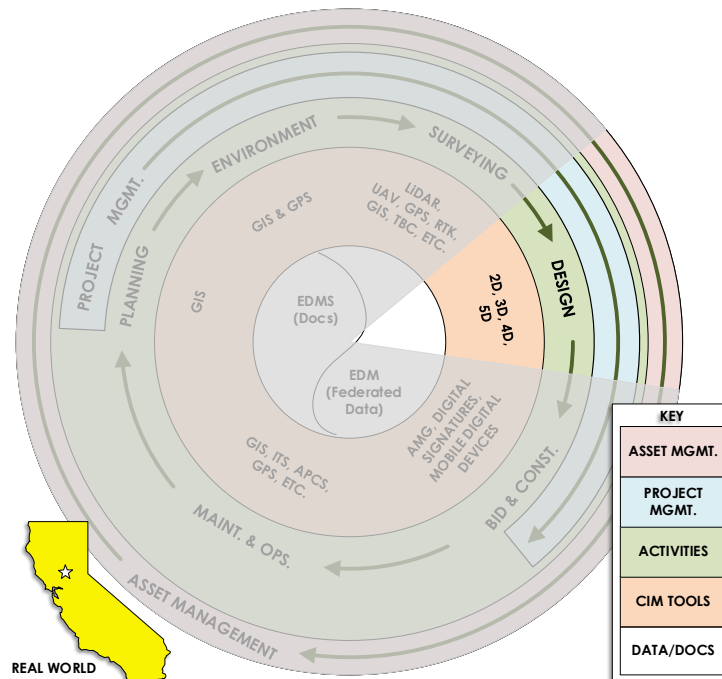 PROJECT MGMT.
PLANNING
ENVIRONMENT
SURVEYING
DESIGN
BID & CONST.
MAINT. & OPS.
ASSET MANAGEMENT
GIS
GIS & GPS
LiDAR,
UAV, GPS, RTK,
GIS, TBC, ETC.
2D, 3D, 4D,
5D
AMG, DIGITAL
SIGNATURES,
MOBILE DIGITAL
DEVICES
GIS, ITS, APCS,
GPS, ETC.
EDMS
(Docs)
EDM
(Federated
Data)
REAL WORLD
KEY
ASSET MGMT.
PROJECT
MGMT.
ACTIVITIES
CIM TOOLS
DATA/DOCS